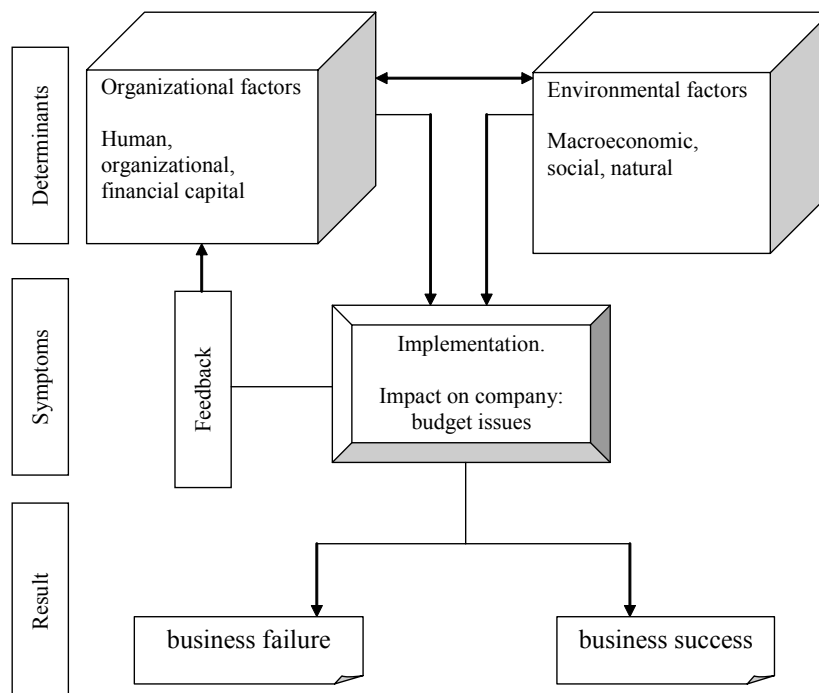 Determinants
Organizational factors
Human,
organizational,
financial capital
Environmental factors
Macroeconomic,
social, natural
Symptoms
Feedback
Implementation.
Impact on company:
budget issues
Result
business failure
business success